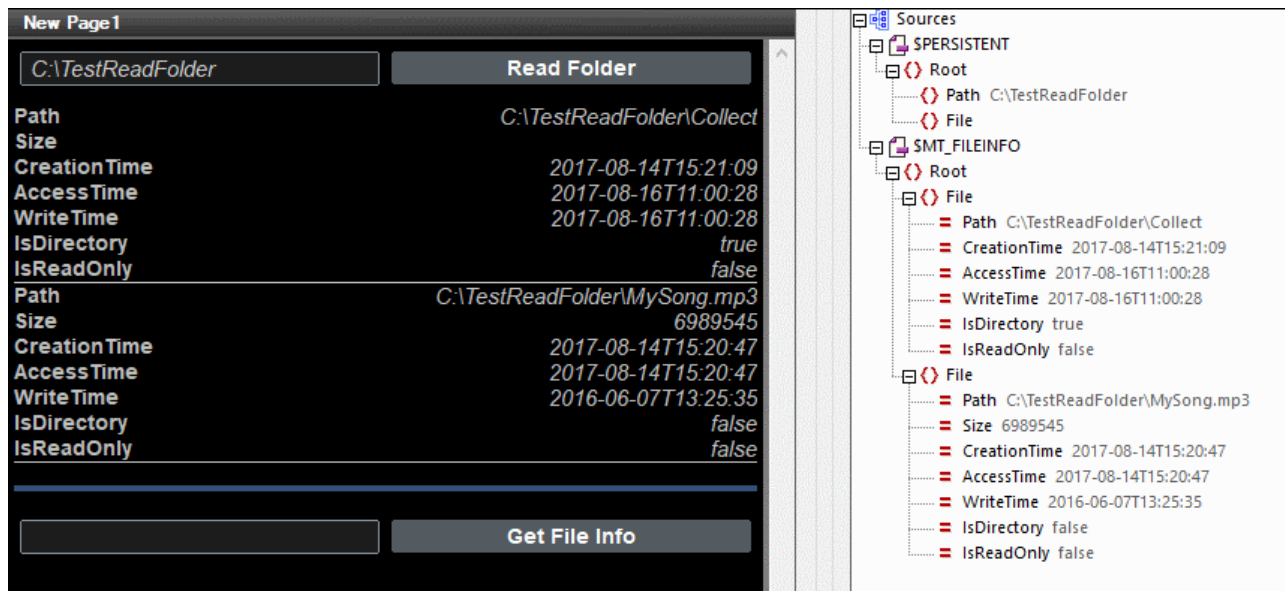 New Page1
C:\TestReadFolder Read Folder
Path C:\TestReadFolder\Collect
Size
CreationTime 2017-08-14T15:21:09
AccessTime 2017-08-16T11:00:28
WriteTime 2017-08-16T11:00:28
IsDirectory true
IsReadOnly false
Path C:\TestReadFolder\MySong.mp3
Size 6989545
CreationTime 2017-08-14T15:20:47
AccessTime 2017-08-14T15:20:47
WriteTime 2016-06-07T13:25:35
IsDirectory false
IsReadOnly false
Get File Info
Sources
$PERSISTENT
{} Root
{} Path C:\TestReadFolder
{} File
$MT_FILEINFO
{} Root
{} File
= Path C:\TestReadFolder\Collect
= CreationTime 2017-08-14T15:21:09
= AccessTime 2017-08-16T11:00:28
= WriteTime 2017-08-16T11:00:28
= IsDirectory true
= IsReadOnly false
{} File
= Path C:\TestReadFolder\MySong.mp3
= Size 6989545
= CreationTime 2017-08-14T15:20:47
= AccessTime 2017-08-14T15:20:47
= WriteTime 2016-06-07T13:25:35
= IsDirectory false
= IsReadOnly false